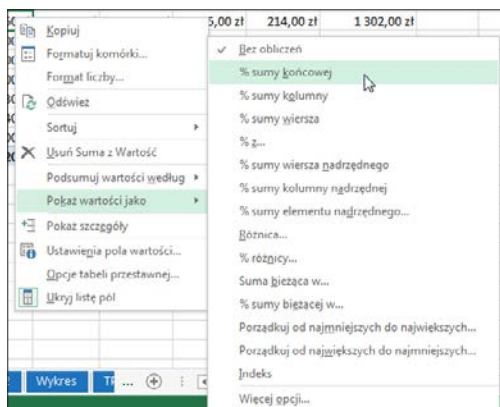 5,00 zł 214,00 zł 1 302,00 zł
Kopiuj
Formatuj komórki...
Format liczby...
Odśwież
Sortuj
Usuń Suma z Wartość
Podsumuj wartości według
Pokaż wartości jako
Pokaż szczegóły
Ustawienia pola wartości...
Opcje tabeli przestawnej...
Ukryj listę pól
Bez obliczeń
% sumy końcowej
% sumy kolumny
% sumy wiersza
% z...
% sumy wiersza nadrzędnego
% sumy kolumny nadrzędnej
% sumy elementu nadrzędnego...
Różnica...
% różnicy...
Suma bieżąca w...
% sumy bieżącej w...
Porządkuj od najmniejszych do największych...
Porządkuj od największych do najmniejszych...
Indeks
Więcej opcji...
Wykres ...